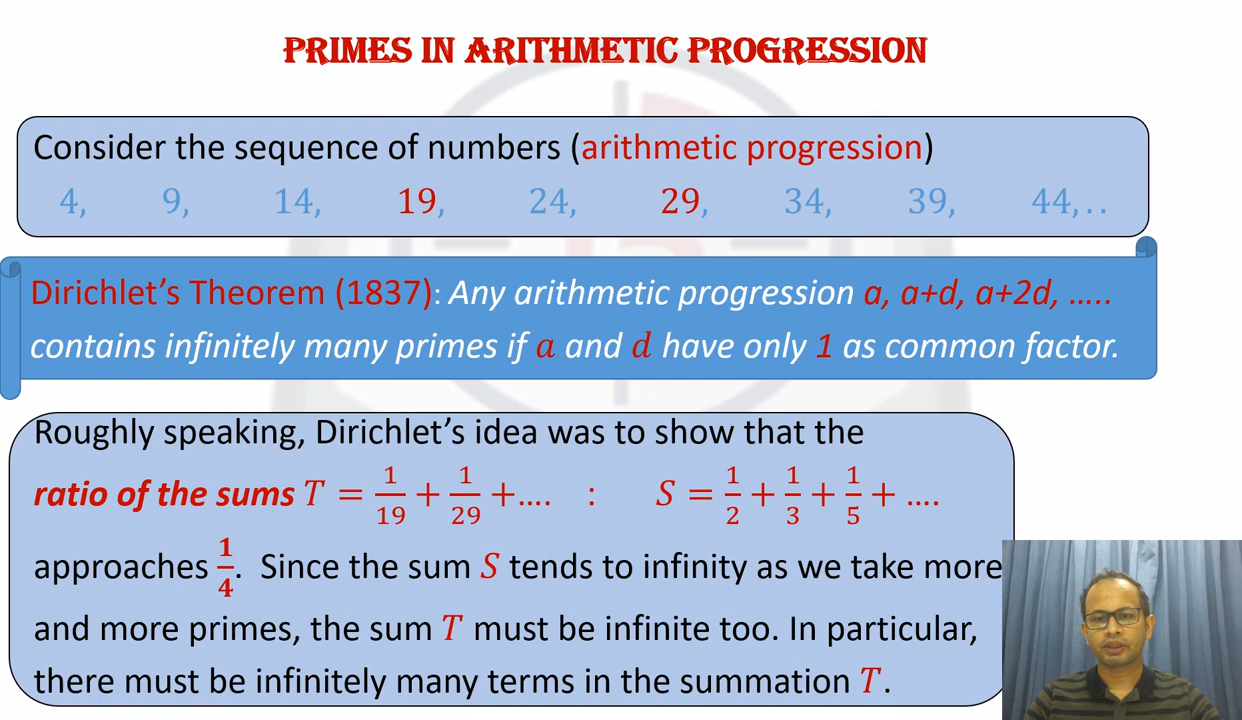 PRIMES IN ARITHMETIC PROGRESSION
Consider the sequence of numbers (arithmetic progression)
4, 9, 14, 19, 24, 29, 34, 39, 44,..
Dirichlet’s Theorem (1837): Any arithmetic progression a, a+d, a+2d, …..
contains infinitely many primes if a and d have only 1 as common factor.
Roughly speaking, Dirichlet’s idea was to show that the
ratio of the sums T = 1/19 + 1/29 +…. : S = 1/2 + 1/3 + 1/5 + ….
approaches 1/4. Since the sum S tends to infinity as we take more
and more primes, the sum T must be infinite too. In particular,
there must be infinitely many terms in the summation T.